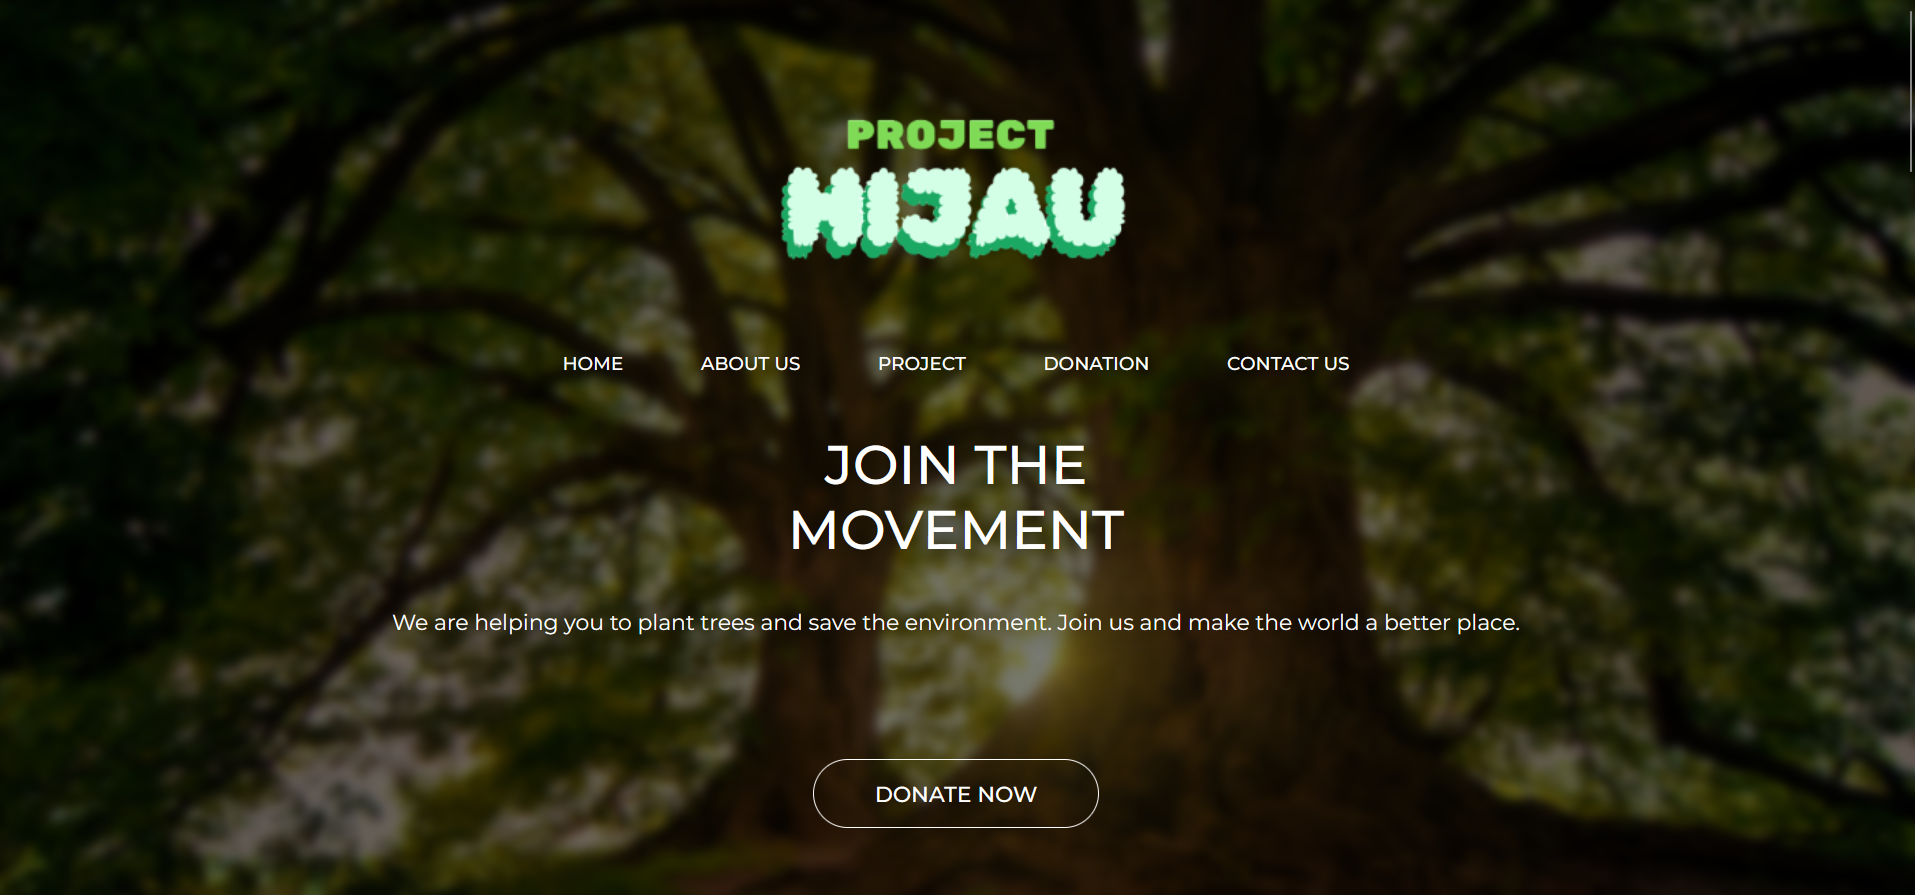 PROJECT
HIJAU
HOME ABOUT US PROJECT DONATION CONTACT US
JOIN THE
MOVEMENT
We are helping you to plant trees and save the environment. Join us and make the world a better place.
DONATE NOW